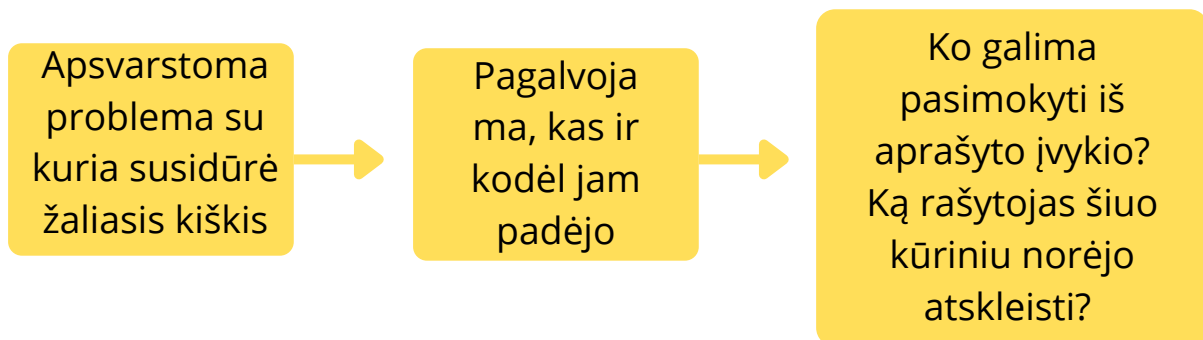 Apsvarstoma
problema su
kuria susidūrė
žaliasis kiškis
Pagalvoja
ma, kas ir
kodėl jam
padėjo
Ko galima
pasimokyti iš
aprašyto įvykio?
Ką rašytojas šiuo
kūriniu norėjo
atskleisti?